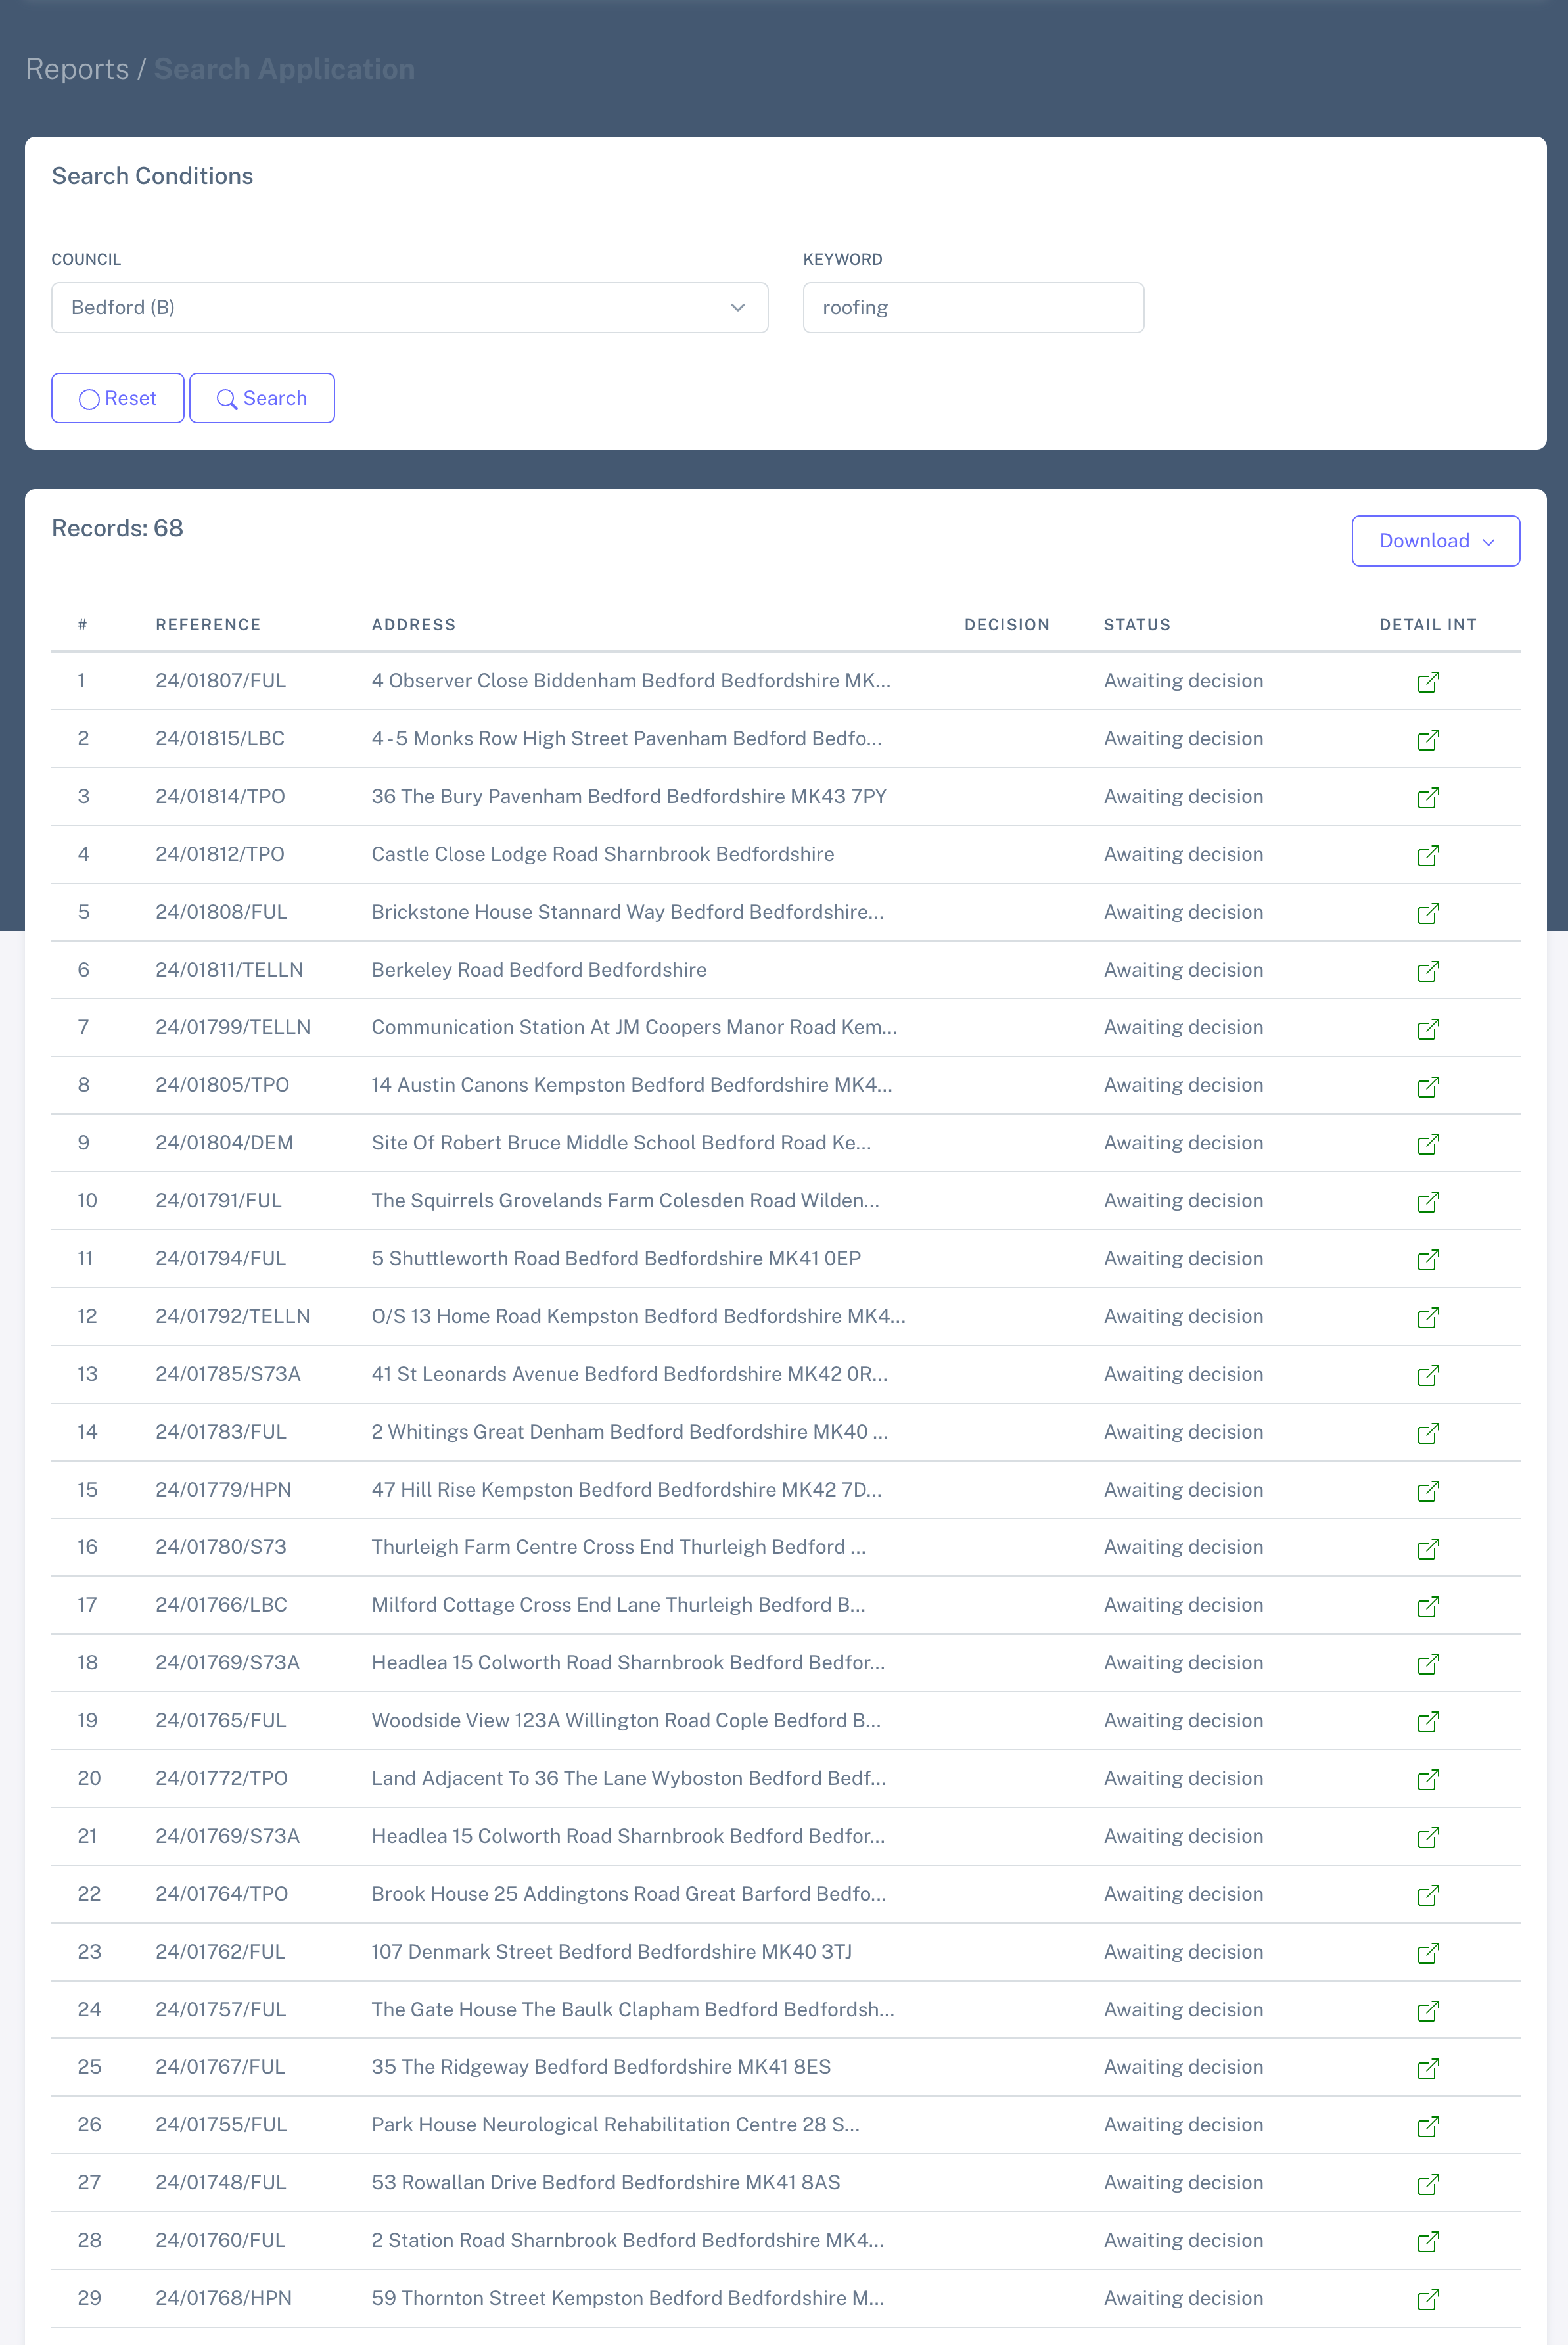 Reports / Search Application
Search Conditions
COUNCIL KEYWORD
Bedford (B) roofing
Reset Search
Records: 68 Download
# REFERENCE ADDRESS DECISION STATUS DETAIL INT
1 24/01807/FUL 4 Observer Close Biddenham Bedford Bedfordshire MK... Awaiting decision
2 24/01815/LBC 4 - 5 Monks Row High Street Pavenham Bedford Bedfo... Awaiting decision
3 24/01814/TPO 36 The Bury Pavenham Bedford Bedfordshire MK43 7PY Awaiting decision
4 24/01812/TPO Castle Close Lodge Road Sharnbrook Bedfordshire Awaiting decision
5 24/01808/FUL Brickstone House Stannard Way Bedford Bedfordshire... Awaiting decision
6 24/01811/TELLN Berkeley Road Bedford Bedfordshire Awaiting decision
7 24/01799/TELLN Communication Station At JM Coopers Manor Road Kem... Awaiting decision
8 24/01805/TPO 14 Austin Canons Kempston Bedford Bedfordshire MK4... Awaiting decision
9 24/01804/DEM Site Of Robert Bruce Middle School Bedford Road Ke... Awaiting decision
10 24/01791/FUL The Squirrels Grovelands Farm Colesden Road Wilden... Awaiting decision
11 24/01794/FUL 5 Shuttleworth Road Bedford Bedfordshire MK41 0EP Awaiting decision
12 24/01792/TELLN O/S 13 Home Road Kempston Bedford Bedfordshire MK4... Awaiting decision
13 24/01785/S73A 41 St Leonards Avenue Bedford Bedfordshire MK42 0R... Awaiting decision
14 24/01783/FUL 2 Whitings Great Denham Bedford Bedfordshire MK40 ... Awaiting decision
15 24/01779/HPN 47 Hill Rise Kempston Bedford Bedfordshire MK42 7D... Awaiting decision
16 24/01780/S73 Thurleigh Farm Centre Cross End Thurleigh Bedford ... Awaiting decision
17 24/01766/LBC Milford Cottage Cross End Lane Thurleigh Bedford B... Awaiting decision
18 24/01769/S73A Headlea 15 Colworth Road Sharnbrook Bedford Bedfor... Awaiting decision
19 24/01765/FUL Woodside View 123A Willington Road Cople Bedford B... Awaiting decision
20 24/01772/TPO Land Adjacent To 36 The Lane Wyboston Bedford Bedf... Awaiting decision
21 24/01769/S73A Headlea 15 Colworth Road Sharnbrook Bedford Bedfor... Awaiting decision
22 24/01764/TPO Brook House 25 Addingtons Road Great Barford Bedfo... Awaiting decision
23 24/01762/FUL 107 Denmark Street Bedford Bedfordshire MK40 3TJ Awaiting decision
24 24/01757/FUL The Gate House The Baulk Clapham Bedford Bedfordsh... Awaiting decision
25 24/01767/FUL 35 The Ridgeway Bedford Bedfordshire MK41 8ES Awaiting decision
26 24/01755/FUL Park House Neurological Rehabilitation Centre 28 S... Awaiting decision
27 24/01748/FUL 53 Rowallan Drive Bedford Bedfordshire MK41 8AS Awaiting decision
28 24/01760/FUL 2 Station Road Sharnbrook Bedford Bedfordshire MK4... Awaiting decision
29 24/01768/HPN 59 Thornton Street Kempston Bedford Bedfordshire M... Awaiting decision